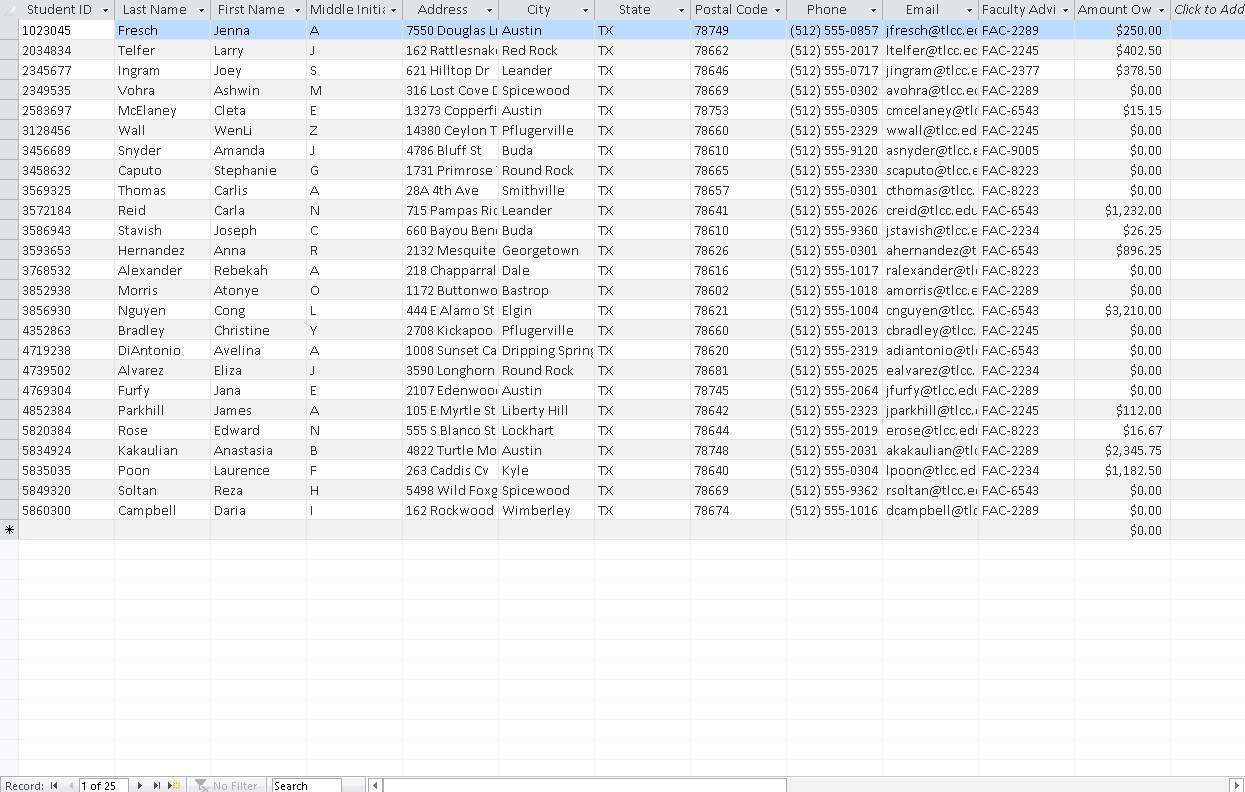 Student ID Last Name First Name Middle Initia Address City State Postal Code Phone Email Faculty Advi Amount Ow Click to Add
1023045 Fresch Jenna A 7550 Douglas L Austin TX 78749 (512) 555-0857 jfresch@tlcc.ec FAC-2289 $250.00
2034834 Telfer Larry J 162 Rattlesnak Red Rock TX 78662 (512) 555-2017 ltelfer@tlcc.ec FAC-2245 $402.50
2345677 Ingram Joey S 621 Hilltop Dr Leander TX 78646 (512) 555-0717 jingram@tlcc.e FAC-2377 $378.50
2349535 Vohra Ashwin M 316 Lost Cove D Spicewood TX 78669 (512) 555-0302 avohra@tlcc.ec FAC-2289 $0.00
2583697 McElaney Cleta E 13273 Copperfi Austin TX 78753 (512) 555-0305 cmcelaney@tlc FAC-6543 $15.15
3128456 Wall WenLi Z 14380 Ceylon T Pflugerville TX 78660 (512) 555-2329 wwall@tlcc.ed FAC-2245 $0.00
3456689 Snyder Amanda J 4786 Bluff St Buda TX 78610 (512) 555-9120 asnyder@tlcc.e FAC-9005 $0.00
3458632 Caputo Stephanie G 1731 Primrose Round Rock TX 78665 (512) 555-2330 scaputo@tlcc.e FAC-8223 $0.00
3569325 Thomas Carlis A 28A 4th Ave Smithville TX 78657 (512) 555-0301 cthomas@tlcc. FAC-8223 $0.00
3572184 Reid Carla N 715 Pampas Ric Leander TX 78641 (512) 555-2026 creid@tlcc.edu FAC-6543 $1,232.00
3586943 Stavish Joseph C 660 Bayou Ben Buda TX 78610 (512) 555-9360 jstavish@tlcc.e FAC-2234 $26.25
3593653 Hernandez Anna R 2132 Mesquite Georgetown TX 78626 (512) 555-0301 ahernandez@t FAC-6543 $896.25
3768532 Alexander Rebekah A 218 Chapparral Dale TX 78616 (512) 555-1017 ralexander@tl FAC-8223 $0.00
3852938 Morris Atonye O 1172 Buttonwo Bastrop TX 78602 (512) 555-1018 amorris@tlcc.e FAC-2289 $0.00
3856930 Nguyen Cong L 444 E Alamo St Elgin TX 78621 (512) 555-1004 cnguyen@tlcc. FAC-6543 $3,210.00
4352863 Bradley Christine Y 2708 Kickapoo Pflugerville TX 78660 (512) 555-2013 cbradley@tlcc. FAC-2245 $0.00
4719238 DiAntonio Avelina A 1008 Sunset Ca Dripping Spring TX 78620 (512) 555-2319 adiantonio@tl FAC-6543 $0.00
4739502 Alvarez Eliza J 3590 Longhorn Round Rock TX 78681 (512) 555-2025 ealvarez@tlcc. FAC-2234 $0.00
4769304 Furfy Jana E 2107 Edenwoo Austin TX 78745 (512) 555-2064 jfurfy@tlcc.ed FAC-2289 $0.00
4852384 Parkhill James A 105 E Myrtle St Liberty Hill TX 78642 (512) 555-2323 jparkhill@tlcc. FAC-2245 $112.00
5820384 Rose Edward N 555 S Blanco St Lockhart TX 78644 (512) 555-2019 erose@tlcc.ed FAC-8223 $16.67
5834924 Kakaulian Anastasia B 4822 Turtle Mo Austin TX 78748 (512) 555-2031 akakaulian@tl FAC-2289 $2,345.75
5835035 Poon Laurence F 263 Caddis Cv Kyle TX 78640 (512) 555-0304 lpoon@tlcc.ed FAC-2234 $1,182.50
5849320 Soltan Reza H 5498 Wild Foxg Spicewood TX 78669 (512) 555-9362 rsoltan@tlcc.e FAC-6543 $0.00
5860300 Campbell Daria I 162 Rockwood Wimberley TX 78674 (512) 555-1016 dcampbell@tlc FAC-2289 $0.00
$0.00
Record: 1 of 25 No Filter Search